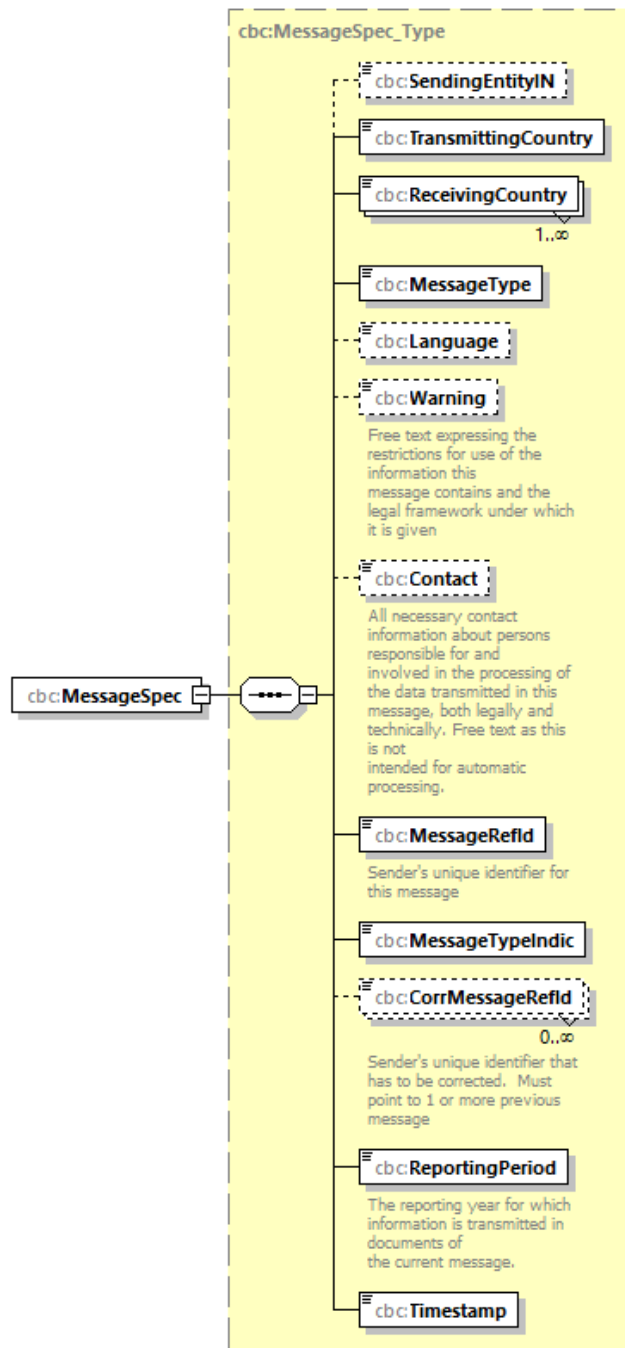 cbc:MessageSpec_Type
cbc:SendingEntityIN
cbc:TransmittingCountry
cbc:ReceivingCountry
1..∞
cbc:MessageType
cbc:Language
cbc:Warning
Free text expressing the
restrictions for use of the
information this
message contains and the
legal framework under which
it is given
cbc:Contact
All necessary contact
information about persons
responsible for and
involved in the processing of
the data transmitted in this
message, both legally and
technically. Free text as this
is not
intended for automatic
processing.
cbc:MessageSpec
cbc:MessageRefId
Sender's unique identifier for
this message
cbc:MessageTypeIndic
cbc:CorrMessageRefId
0..∞
Sender's unique identifier that
has to be corrected.  Must
point to 1 or more previous
message
cbc:ReportingPeriod
The reporting year for which
information is transmitted in
documents of
the current message.
cbc:Timestamp